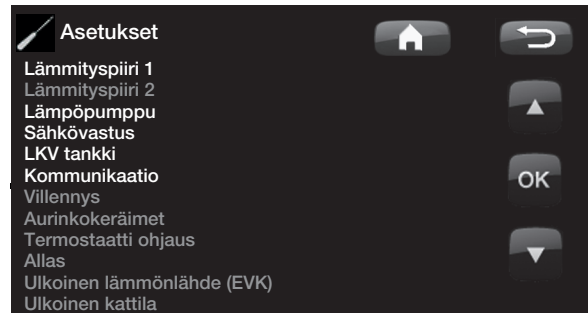 Asetukset
Lämmityspiiri 1
Lämmityspiiri 2
Lämpöpumppu
Sähkövastus
LKV tankki
Kommunikaatio
OK
Villennys
Aurinkokeräimet
Termostaatti ohjaus
Allas
Ulkoinen lämmönlähde (EVK)
Ulkoinen kattila